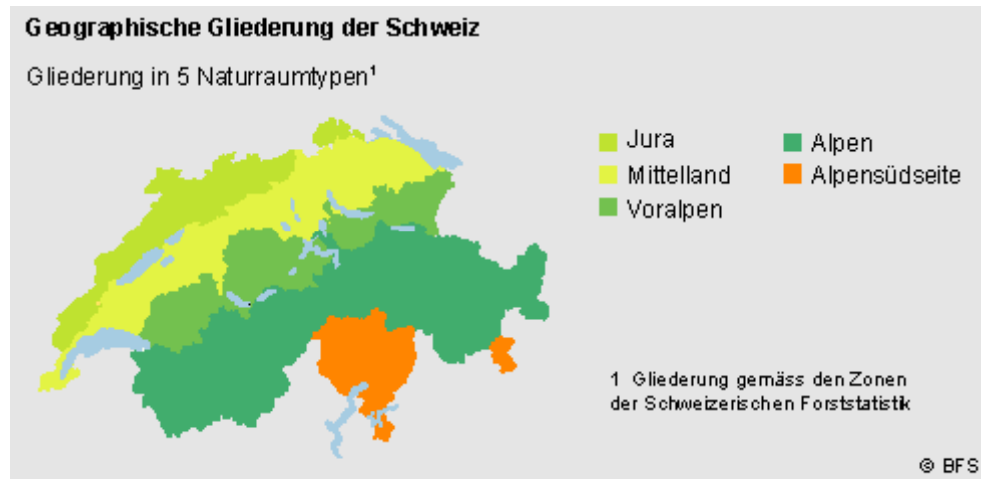 Geographische Gliederung der Schweiz
Gliederung in 5 Naturraumtypen¹
Jura
Mittelland
Voralpen
Alpen
Alpensüdseite
1 Gliederung gemäss den Zonen
der Schweizerischen Forststatistik
© BFS